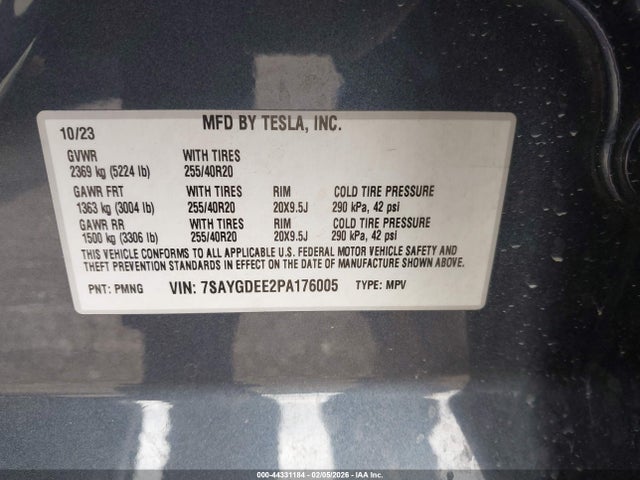 MFD BY TESLA, INC.
10/23
GVWR WITH TIRES
2369 kg (5224 lb) 255/40R20
GAWR FRT WITH TIRES RIM COLD TIRE PRESSURE
1363 kg (3004 lb) 255/40R20 20X9.5J 290 kPa, 42 psi
GAWR RR WITH TIRES RIM COLD TIRE PRESSURE
1500 kg (3306 lb) 255/40R20 20X9.5J 290 kPa, 42 psi
THIS VEHICLE CONFORMS TO ALL APPLICABLE U.S. FEDERAL MOTOR VEHICLE SAFETY AND
THEFT PREVENTION STANDARDS IN EFFECT ON THE DATE OF MANUFACTURE SHOWN ABOVE.
PNT: PMNG VIN: 7SAYGDEE2PA176005 TYPE: MPV
000-44331184 | 02/05/2026 | IAA Inc.